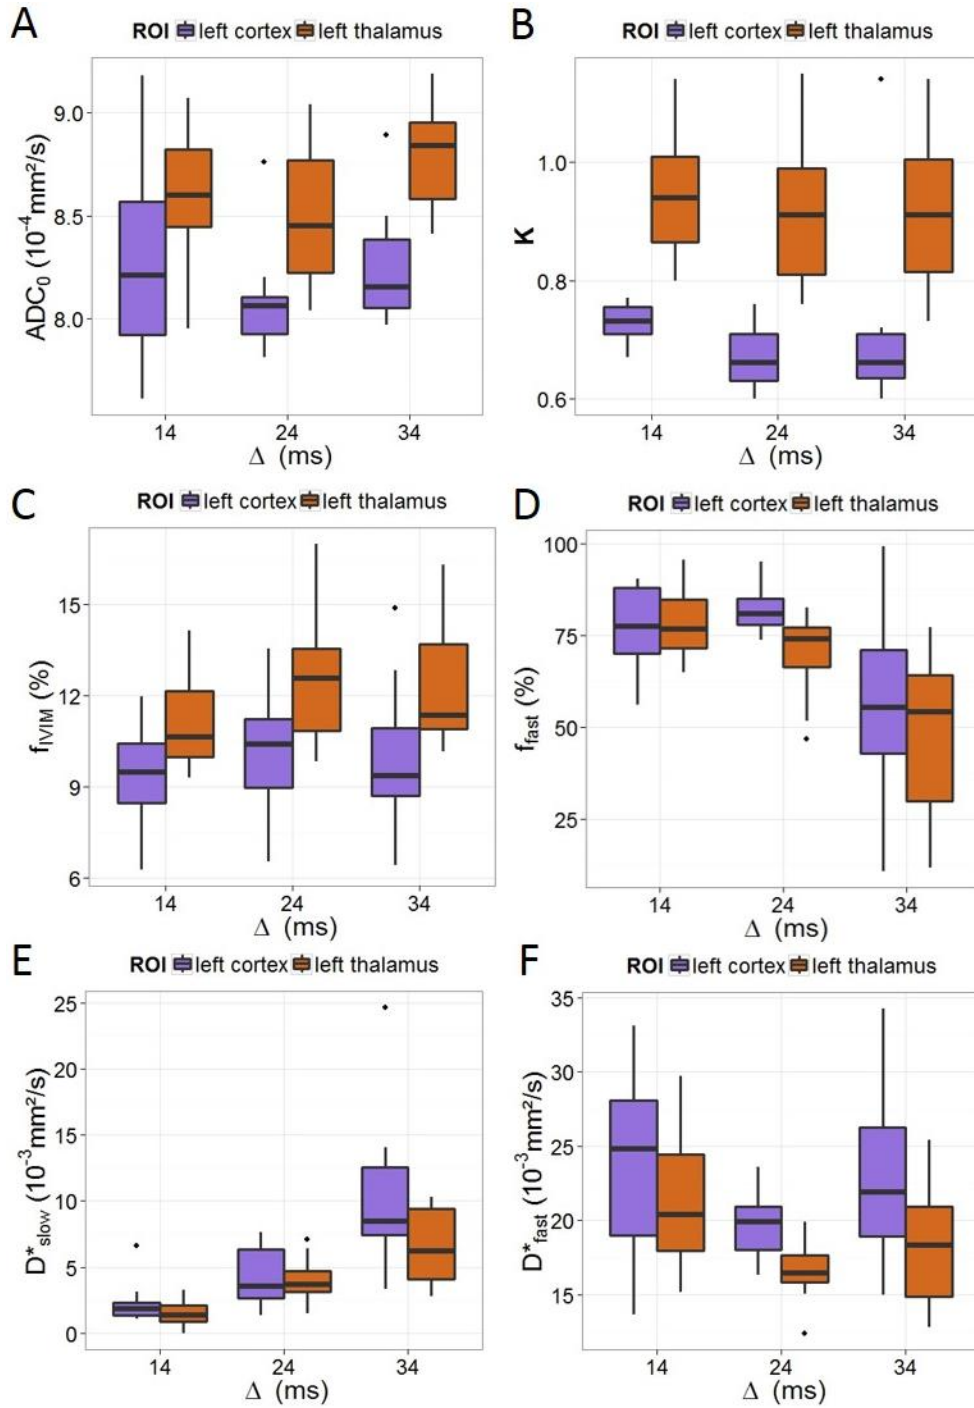 A
ROI left cortex left thalamus
ADC₀ (10⁻⁴mm²/s)
9.0
8.5
8.0
14 24 34
Δ (ms)
B
ROI left cortex left thalamus
K
1.0
0.8
0.6
14 24 34
Δ (ms)
C
ROI left cortex left thalamus
f_IVIM (%)
15
12
9
6
14 24 34
Δ (ms)
D
ROI left cortex left thalamus
f_fast (%)
100
75
50
25
14 24 34
Δ (ms)
E
ROI left cortex left thalamus
D*_slow (10⁻³mm²/s)
25
20
15
10
5
0
14 24 34
Δ (ms)
F
ROI left cortex left thalamus
D*_fast (10⁻³mm²/s)
35
30
25
20
15
14 24 34
Δ (ms)